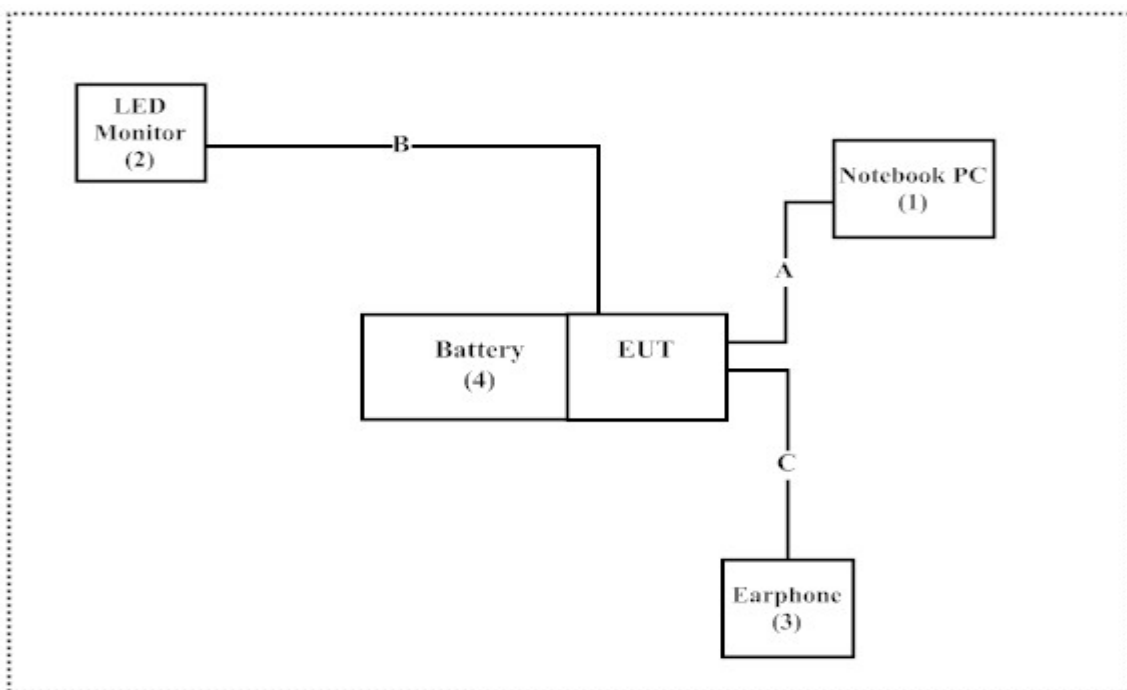 LED
Monitor
(2)
B
Notebook PC
(1)
A
Battery
(4)
EUT
C
Earphone
(3)